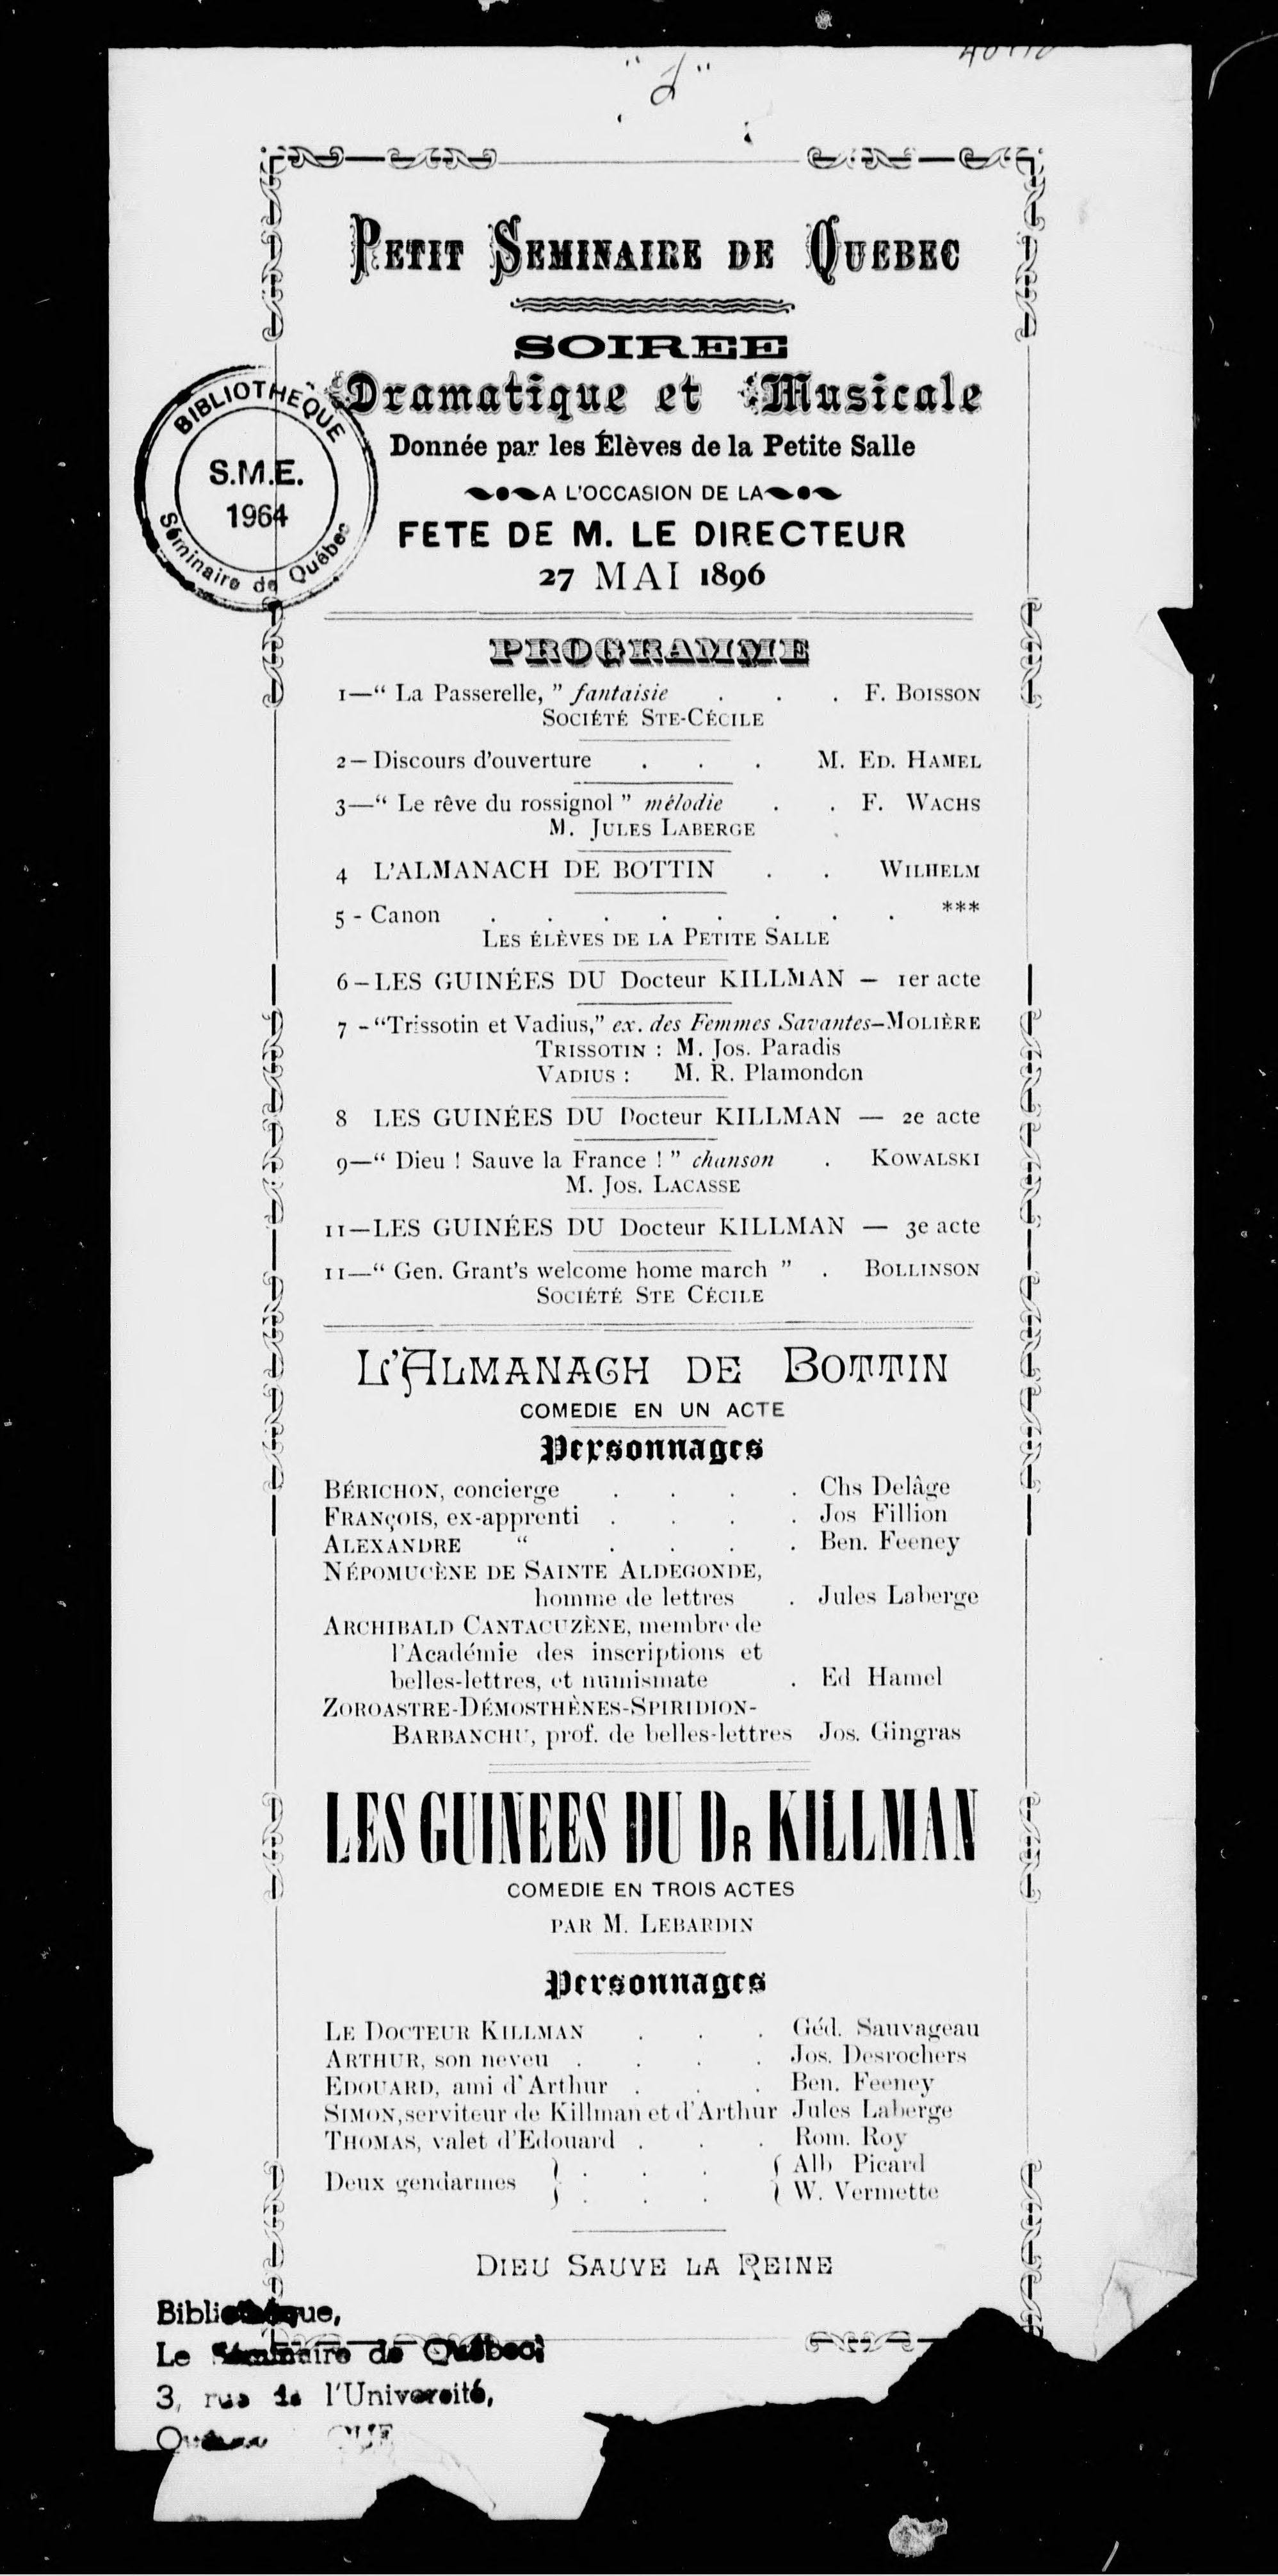 "2"
PETIT SEMINAIRE DE QUEBEC
SOIREE
Dramatique et Musicale
Donnée par les Élèves de la Petite Salle
A L'OCCASION DE LA
FETE DE M. LE DIRECTEUR
27 MAI 1896
BIBLIOTHÈQUE
S.M.E.
1964
Séminaire de Québec
PROGRAMME
1—“ La Passerelle, ” fantaisie . . . F. BOISSON
SOCIÉTÉ STE-CÉCILE
2—Discours d'ouverture . . . M. ED. HAMEL
3—“ Le rêve du rossignol ” mélodie . . F. WACHS
M. JULES LABERGE
4 L'ALMANACH DE BOTTIN . . WILHELM
5 - Canon . . . . . . . . ***
LES ÉLÈVES DE LA PETITE SALLE
6—LES GUINÉES DU Docteur KILLMAN — 1er acte
7 -“Trissotin et Vadius,” ex. des Femmes Savantes—MOLIÈRE
TRISSOTIN : M. Jos. Paradis
VADIUS : M. R. Plamondon
8 LES GUINÉES DU Docteur KILLMAN — 2e acte
9—“ Dieu ! Sauve la France ! ” chanson . KOWALSKI
M. JOS. LACASSE
11—LES GUINÉES DU Docteur KILLMAN — 3e acte
11—“ Gen. Grant's welcome home march ” . BOLLINSON
SOCIÉTÉ STE CÉCILE
L'ALMANACH DE BOTTIN
COMEDIE EN UN ACTE
Personnages
BÉRICHON, concierge . . . . Chs Delâge
FRANÇOIS, ex-apprenti . . . . Jos Fillion
ALEXANDRE “ . . . . Ben. Feeney
NÉPOMUCÈNE DE SAINTE ALDEGONDE,
homme de lettres . Jules Laberge
ARCHIBALD CANTACUZÈNE, membre de
l'Académie des inscriptions et
belles-lettres, et numismate . Ed Hamel
ZOROASTRE-DÉMOSTHÈNES-SPIRIDION-
BARBANCHU, prof. de belles-lettres Jos. Gingras
LES GUINEES DU DR KILLMAN
COMEDIE EN TROIS ACTES
PAR M. LEBARDIN
Personnages
LE DOCTEUR KILLMAN . . . Géd. Sauvageau
ARTHUR, son neveu . . . . Jos. Desrochers
EDOUARD, ami d'Arthur . . . Ben. Feeney
SIMON, serviteur de Killman et d'Arthur Jules Laberge
THOMAS, valet d'Edouard . . . Rom. Roy
Deux gendarmes } . . . { Alb Picard
} . . . { W. Vermette
DIEU SAUVE LA REINE
Bibliothèque,
Le Séminaire de Québec,
3, rue de l'Université,
Québec QUE